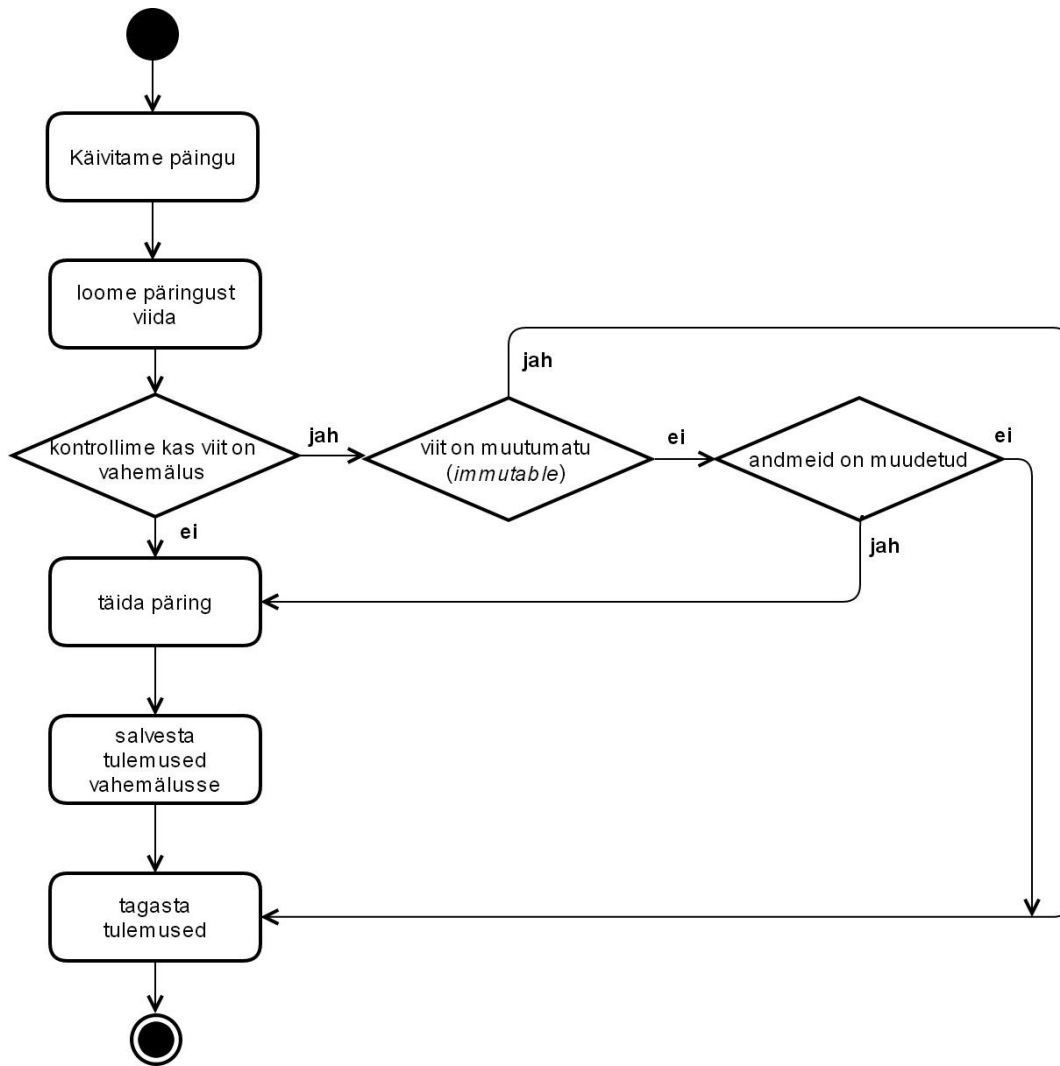 Käivitame päingu
loome päringust
viida
jah
kontrollime kas viit on
vahemälus
jah
viit on muutumatu
(immutable)
ei
andmeid on muudetud
ei
ei
jah
täida päring
salvesta
tulemused
vahemälusse
tagasta
tulemused